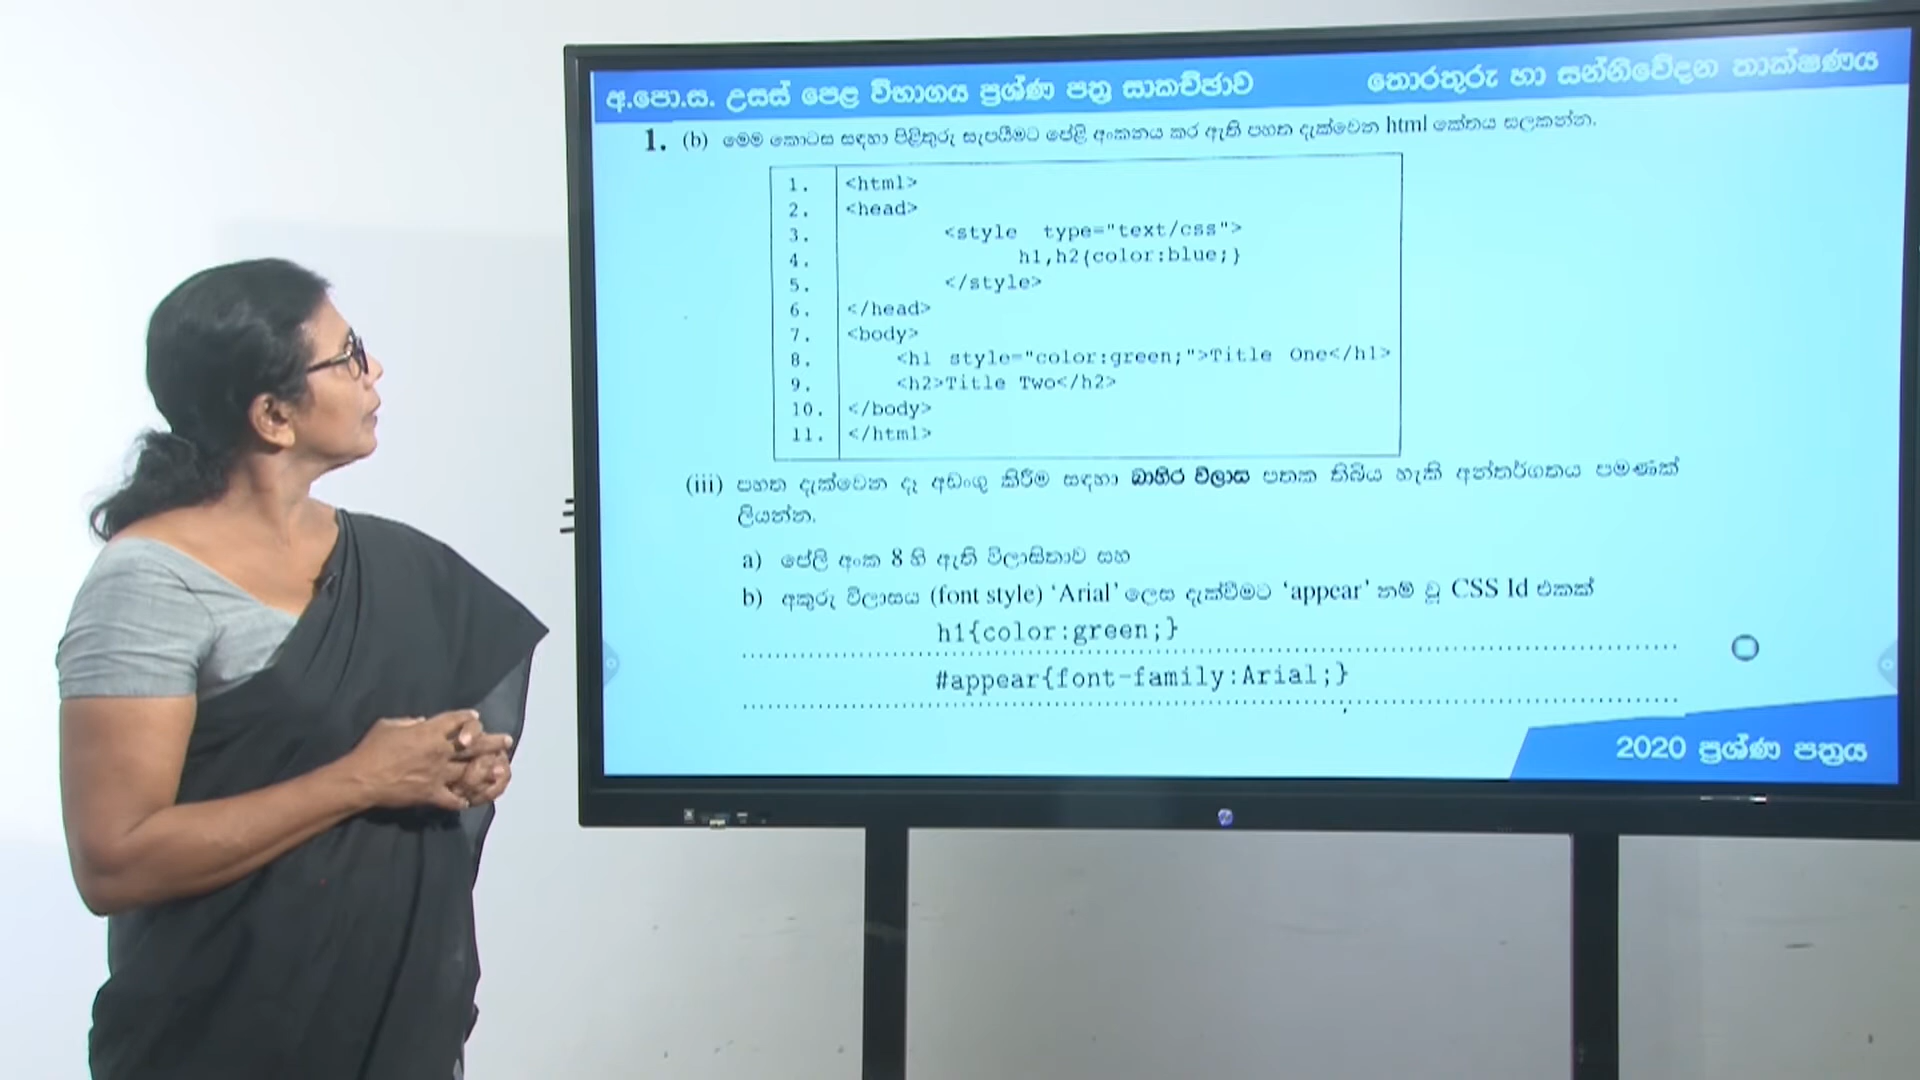 අ.පො.ස. උසස් පෙළ විභාගය ප්‍රශ්ණ පත්‍ර සාකච්ඡාව
තොරතුරු හා සන්නිවේදන තාක්ෂණය
1. (b) මෙම කොටස සඳහා පිළිතුරු සැපයීමට පේළි අංකනය කර ඇති පහත දැක්වෙන html කේතය සලකන්න.
1. <html>
2. <head>
3. <style type="text/css">
4. h1,h2{color:blue;}
5. </style>
6. </head>
7. <body>
8. <h1 style="color:green;">Title One</h1>
9. <h2>Title Two</h2>
10. </body>
11. </html>
(iii) පහත දැක්වෙන දෑ අඩංගු කිරීම සඳහා බාහිර විලාස පතක තිබිය හැකි අන්තර්ගතය පමණක්
ලියන්න.
a) පේලි අංක 8 හි ඇති විලාසිතාව සහ
b) අකුරු විලාසය (font style) ‘Arial’ ලෙස දැක්වීමට ‘appear’ නම් වූ CSS Id එකක්
h1{color:green;}
#appear{font-family:Arial;}
2020 ප්‍රශ්ණ පත්‍රය